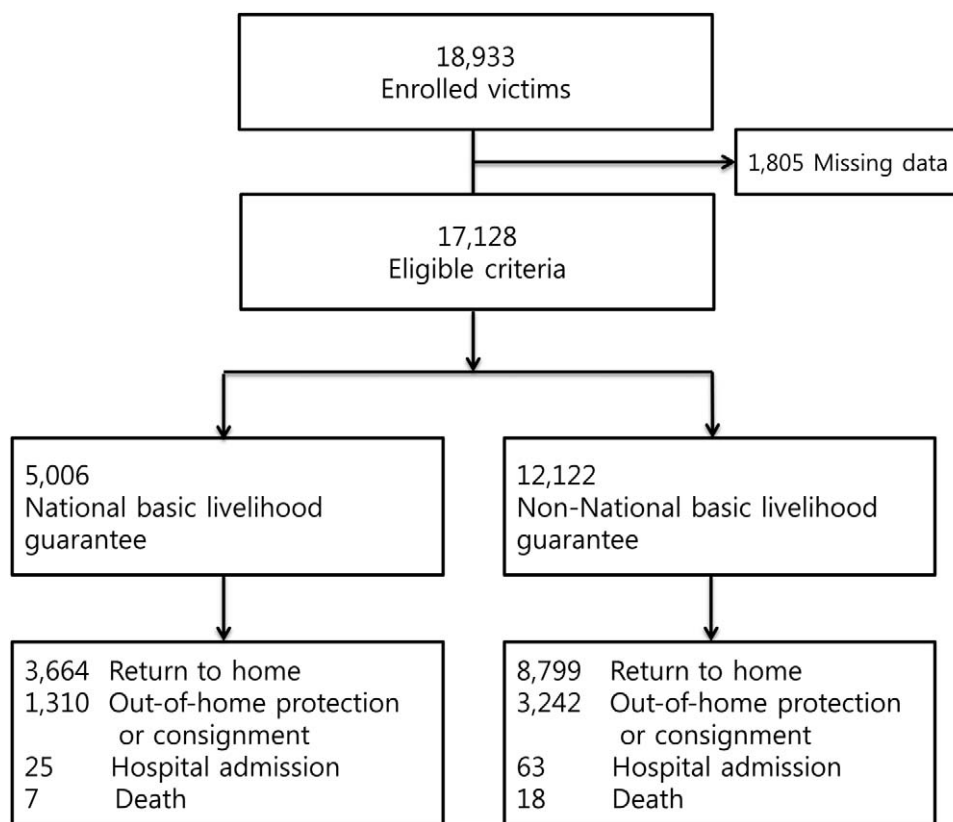 18,933
Enrolled victims
1,805 Missing data
17,128
Eligible criteria
5,006
National basic livelihood
guarantee
12,122
Non-National basic livelihood
guarantee
3,664 Return to home
1,310 Out-of-home protection
or consignment
25 Hospital admission
7 Death
8,799 Return to home
3,242 Out-of-home protection
or consignment
63 Hospital admission
18 Death